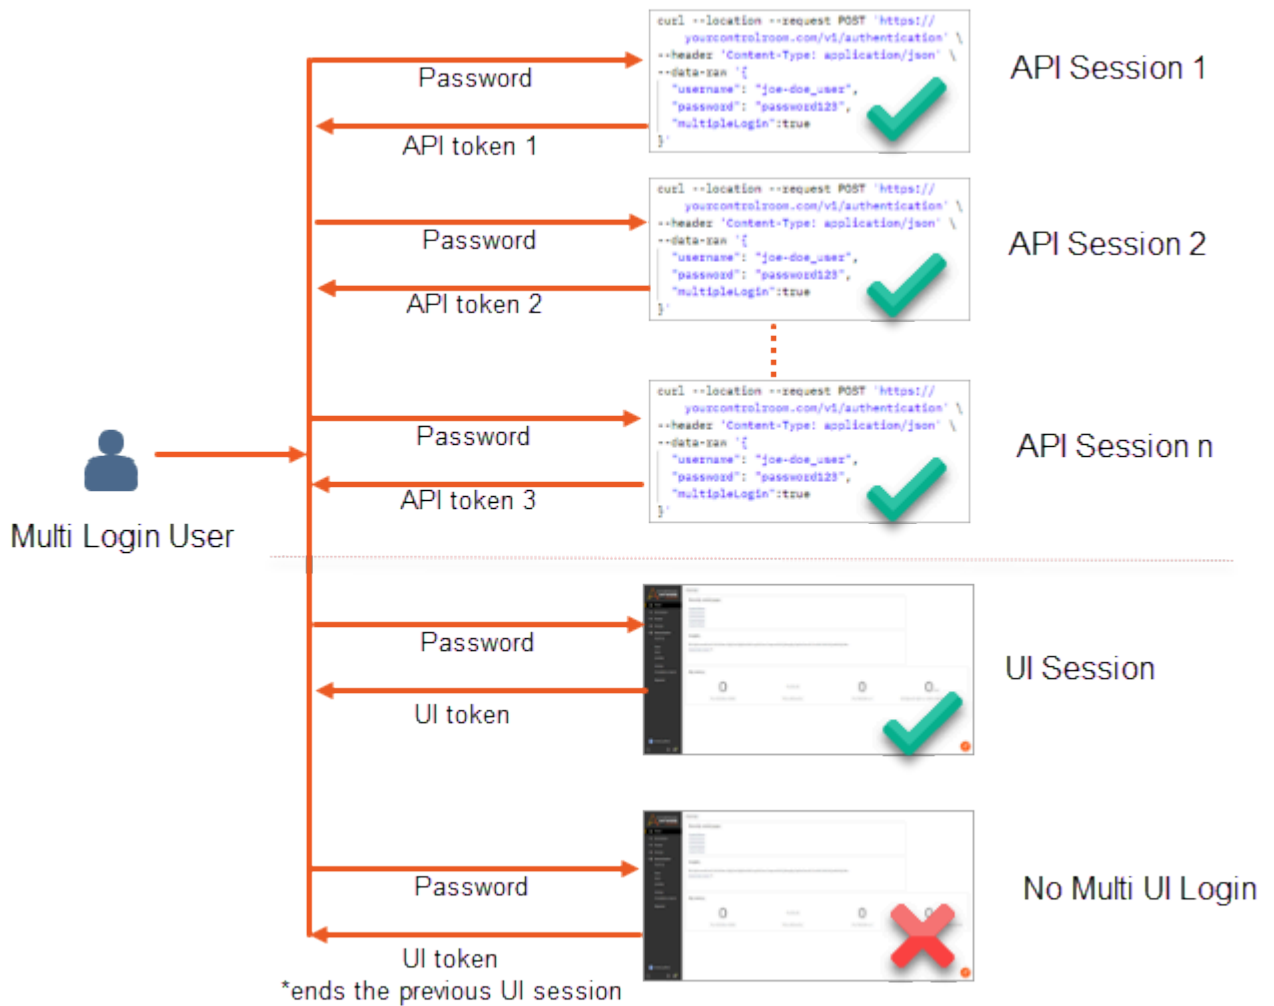 curl --location --request POST 'https://
yourcontrolroom.com/v1/authentication' \
--header 'Content-Type: application/json' \
--data-raw '{
"username": "joe-doe_user",
"password": "password123",
"multipleLogin":true
}'
API Session 1
Password
API token 1
curl --location --request POST 'https://
yourcontrolroom.com/v1/authentication' \
--header 'Content-Type: application/json' \
--data-raw '{
"username": "joe-doe_user",
"password": "password123",
"multipleLogin":true
}'
API Session 2
Password
API token 2
curl --location --request POST 'https://
yourcontrolroom.com/v1/authentication' \
--header 'Content-Type: application/json' \
--data-raw '{
"username": "joe-doe_user",
"password": "password123",
"multipleLogin":true
}'
API Session n
Password
API token 3
Multi Login User
Password
UI token
0
0
0
UI Session
Password
UI token
*ends the previous UI session
0
0
No Multi UI Login